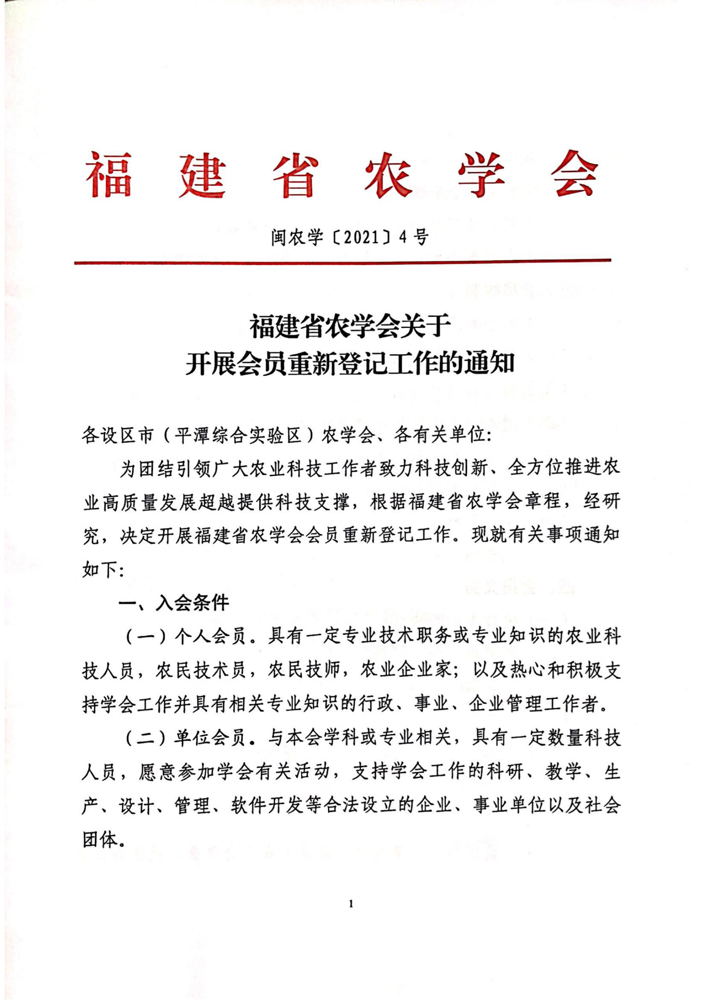 福建省农学会
闽农学〔2021〕4号
福建省农学会关于
开展会员重新登记工作的通知
各设区市（平潭综合实验区）农学会、各有关单位：
为团结引领广大农业科技工作者致力科技创新、全方位推进农
业高质量发展超越提供科技支撑，根据福建省农学会章程，经研
究，决定开展福建省农学会会员重新登记工作。现就有关事项通知
如下：
一、入会条件
（一）个人会员。具有一定专业技术职务或专业知识的农业科
技人员，农民技术员，农民技师，农业企业家；以及热心和积极支
持学会工作并具有相关专业知识的行政、事业、企业管理工作者。
（二）单位会员。与本会学科或专业相关，具有一定数量科技
人员，愿意参加学会有关活动，支持学会工作的科研、教学、生
产、设计、管理、软件开发等合法设立的企业、事业单位以及社会
团体。
1